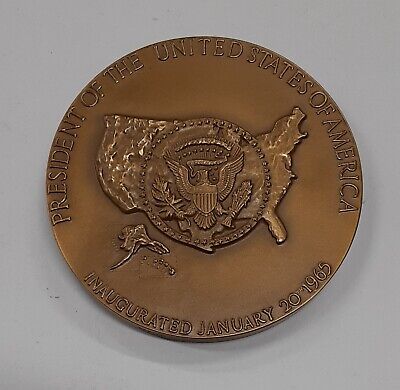 PRESIDENT OF THE UNITED STATES OF AMERICA
INAUGURATED JANUARY 20 1965